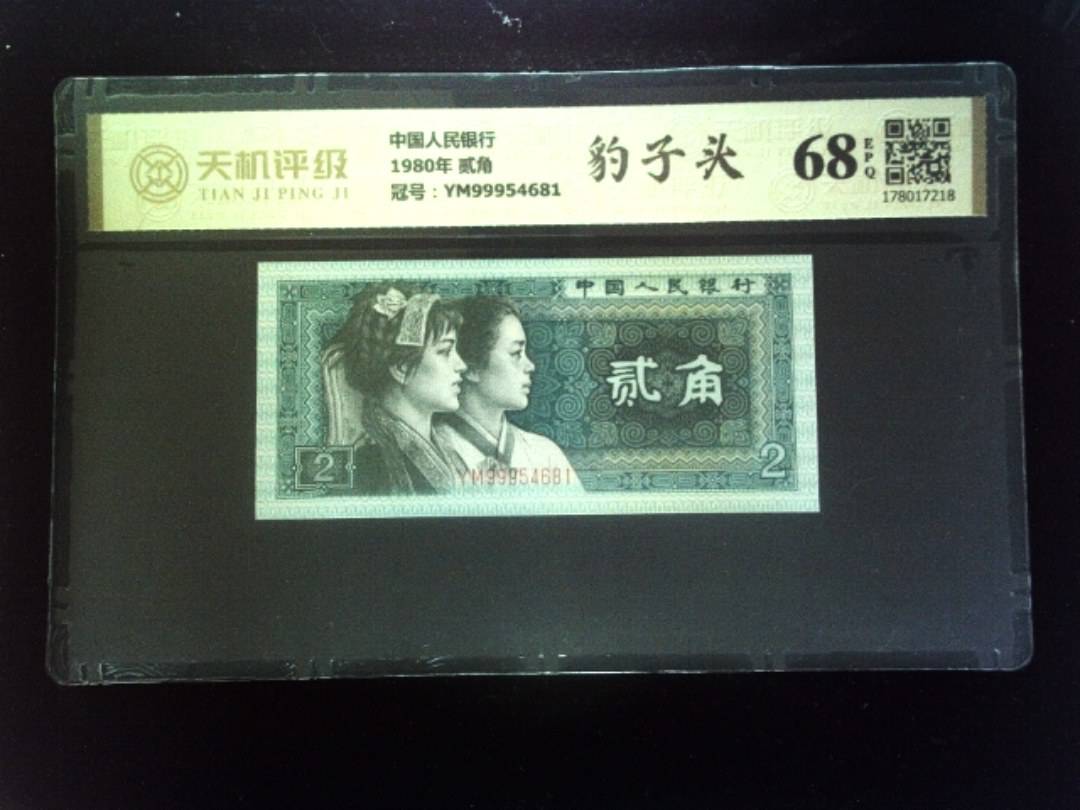 天机评级
TIAN JI PING JI
中国人民银行
1980年 贰角
冠号：YM99954681
豹子头
68
EPQ
178017218
中国人民银行
贰角
2
YM99954681
2